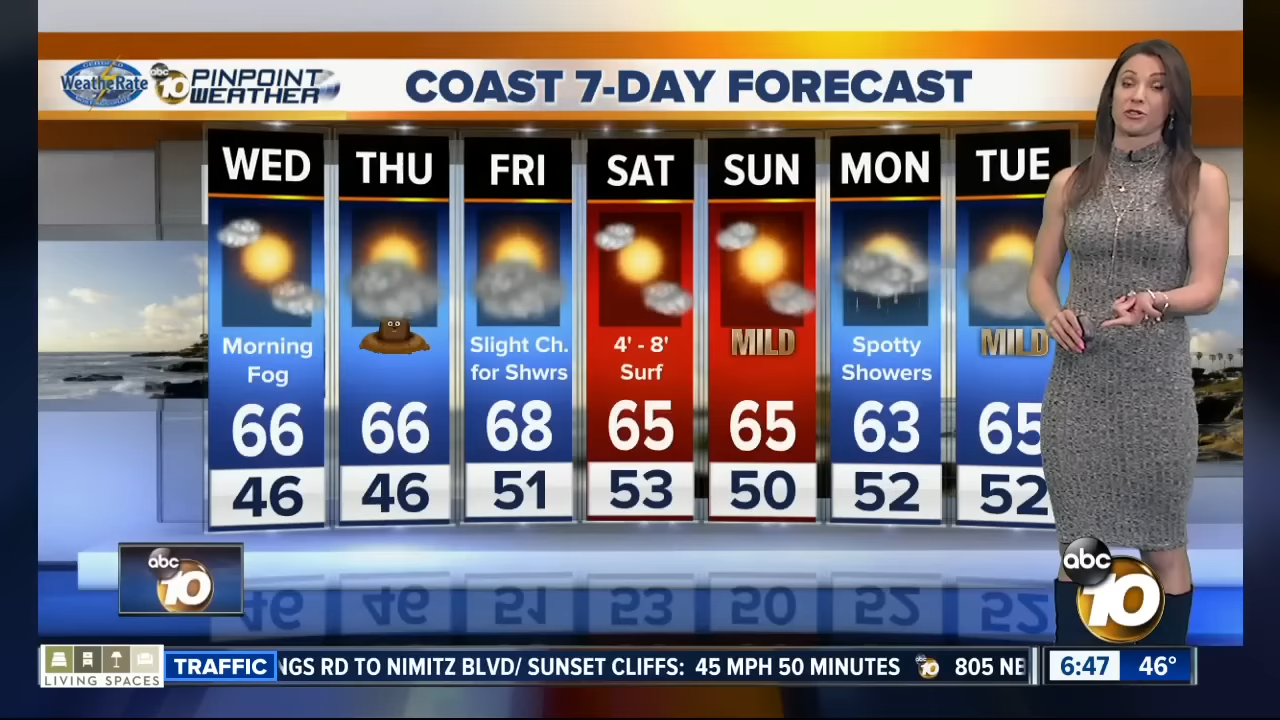 WeatheRate
abc 10 PINPOINT WEATHER
COAST 7-DAY FORECAST
WED THU FRI SAT SUN MON TUE
Morning Fog
Slight Ch. for Shwrs
4' - 8' Surf
MILD
Spotty Showers
MILD
66 66 68 65 65 63 65
46 46 51 53 50 52 52
abc 10
abc 10
LIVING SPACES
TRAFFIC NGS RD TO NIMITZ BLVD/ SUNSET CLIFFS: 45 MPH 50 MINUTES 10 805 NB
6:47 46°